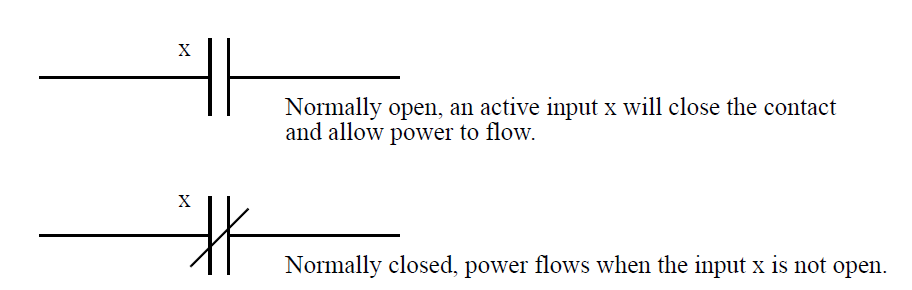 x
Normally open, an active input x will close the contact
and allow power to flow.
x
Normally closed, power flows when the input x is not open.